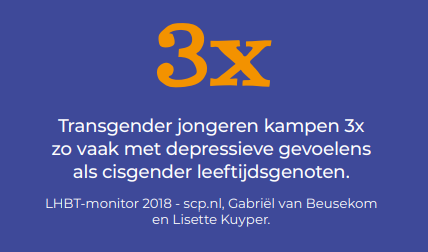 3x
Transgender jongeren kampen 3x
zo vaak met depressieve gevoelens
als cisgender leeftijdsgenoten.
LHBT-monitor 2018 - scp.nl, Gabriël van Beusekom
en Lisette Kuyper.